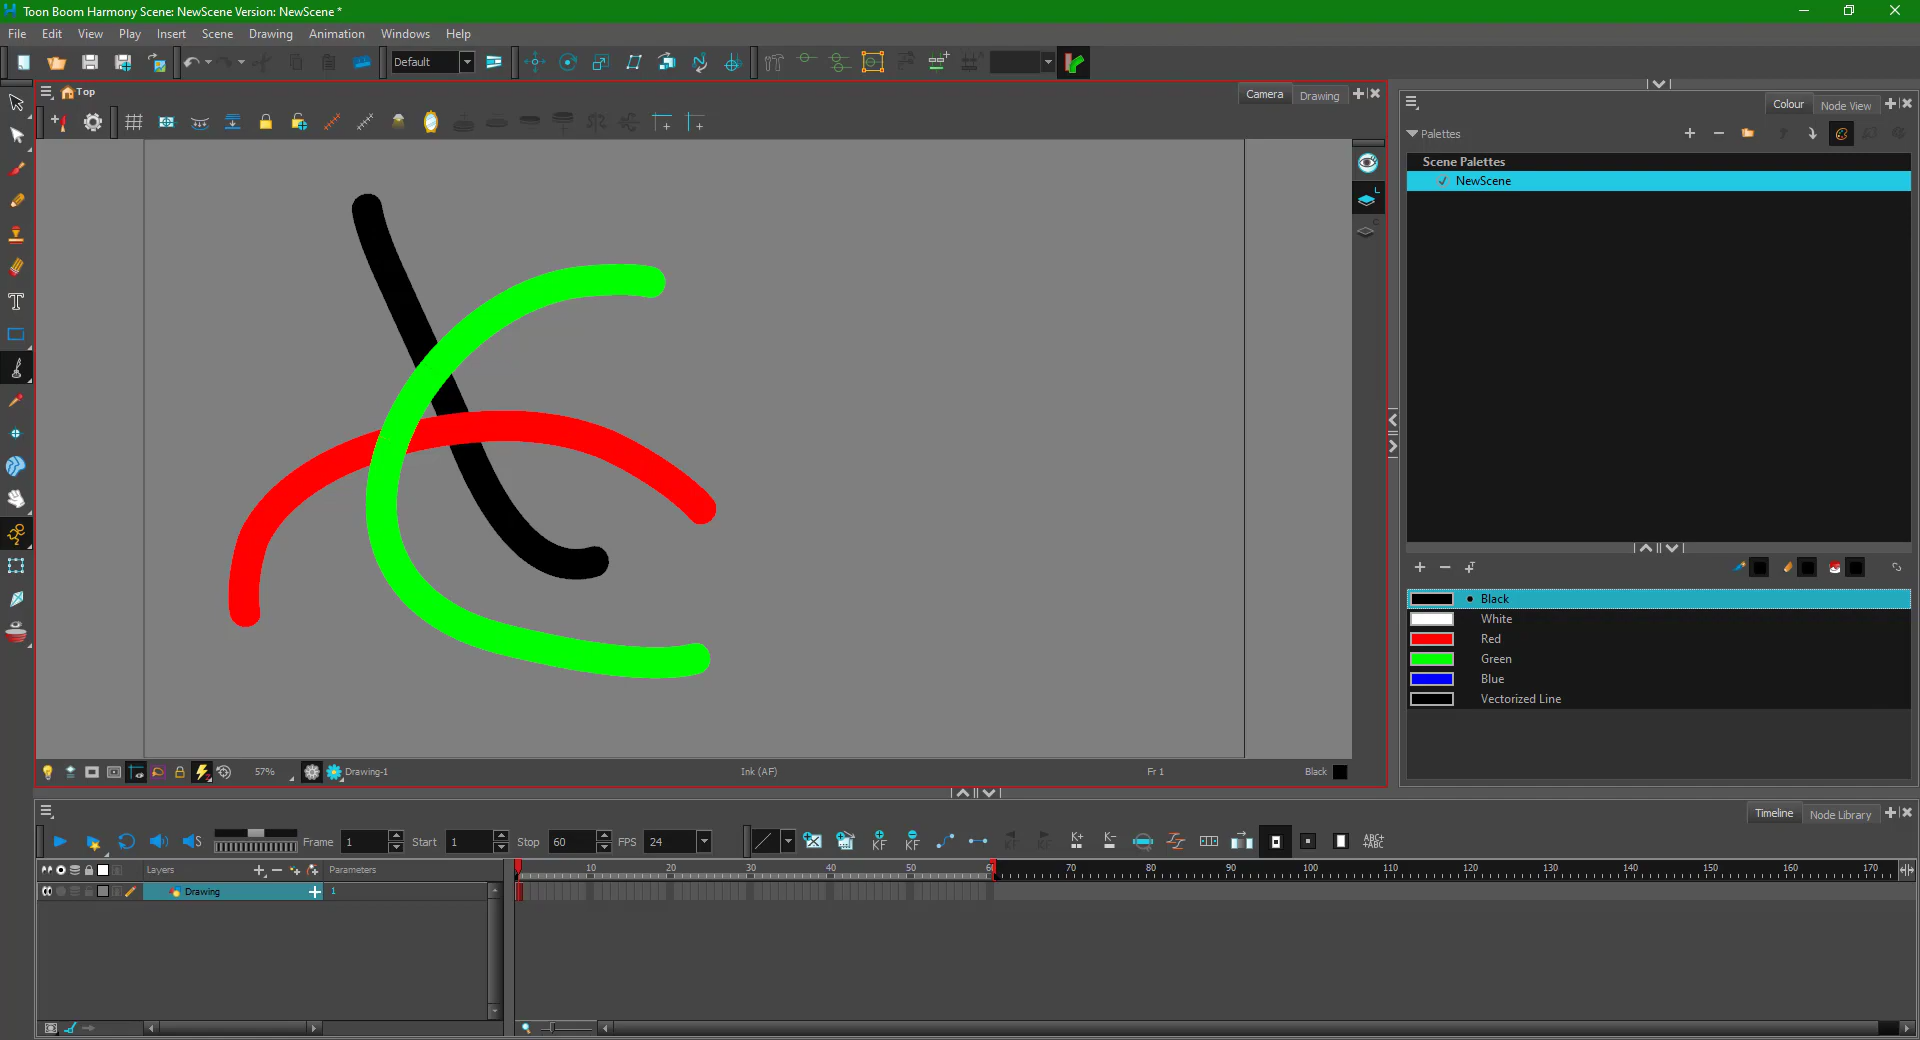 Toon Boom Harmony Scene: NewScene Version: NewScene *
File Edit View Play Insert Scene Drawing Animation Windows Help
Default
Top
Camera Drawing
Colour Node View
Palettes
Scene Palettes
NewScene
Black
White
Red
Green
Blue
Vectorized Line
57% Drawing-1 Ink (AF) Fr 1 Black
Timeline Node Library
Frame 1 Start 1 Stop 60 FPS 24
Layers Parameters
10 20 30 40 50 60 70 80 90 100 110 120 130 140 150 160 170
Drawing 1